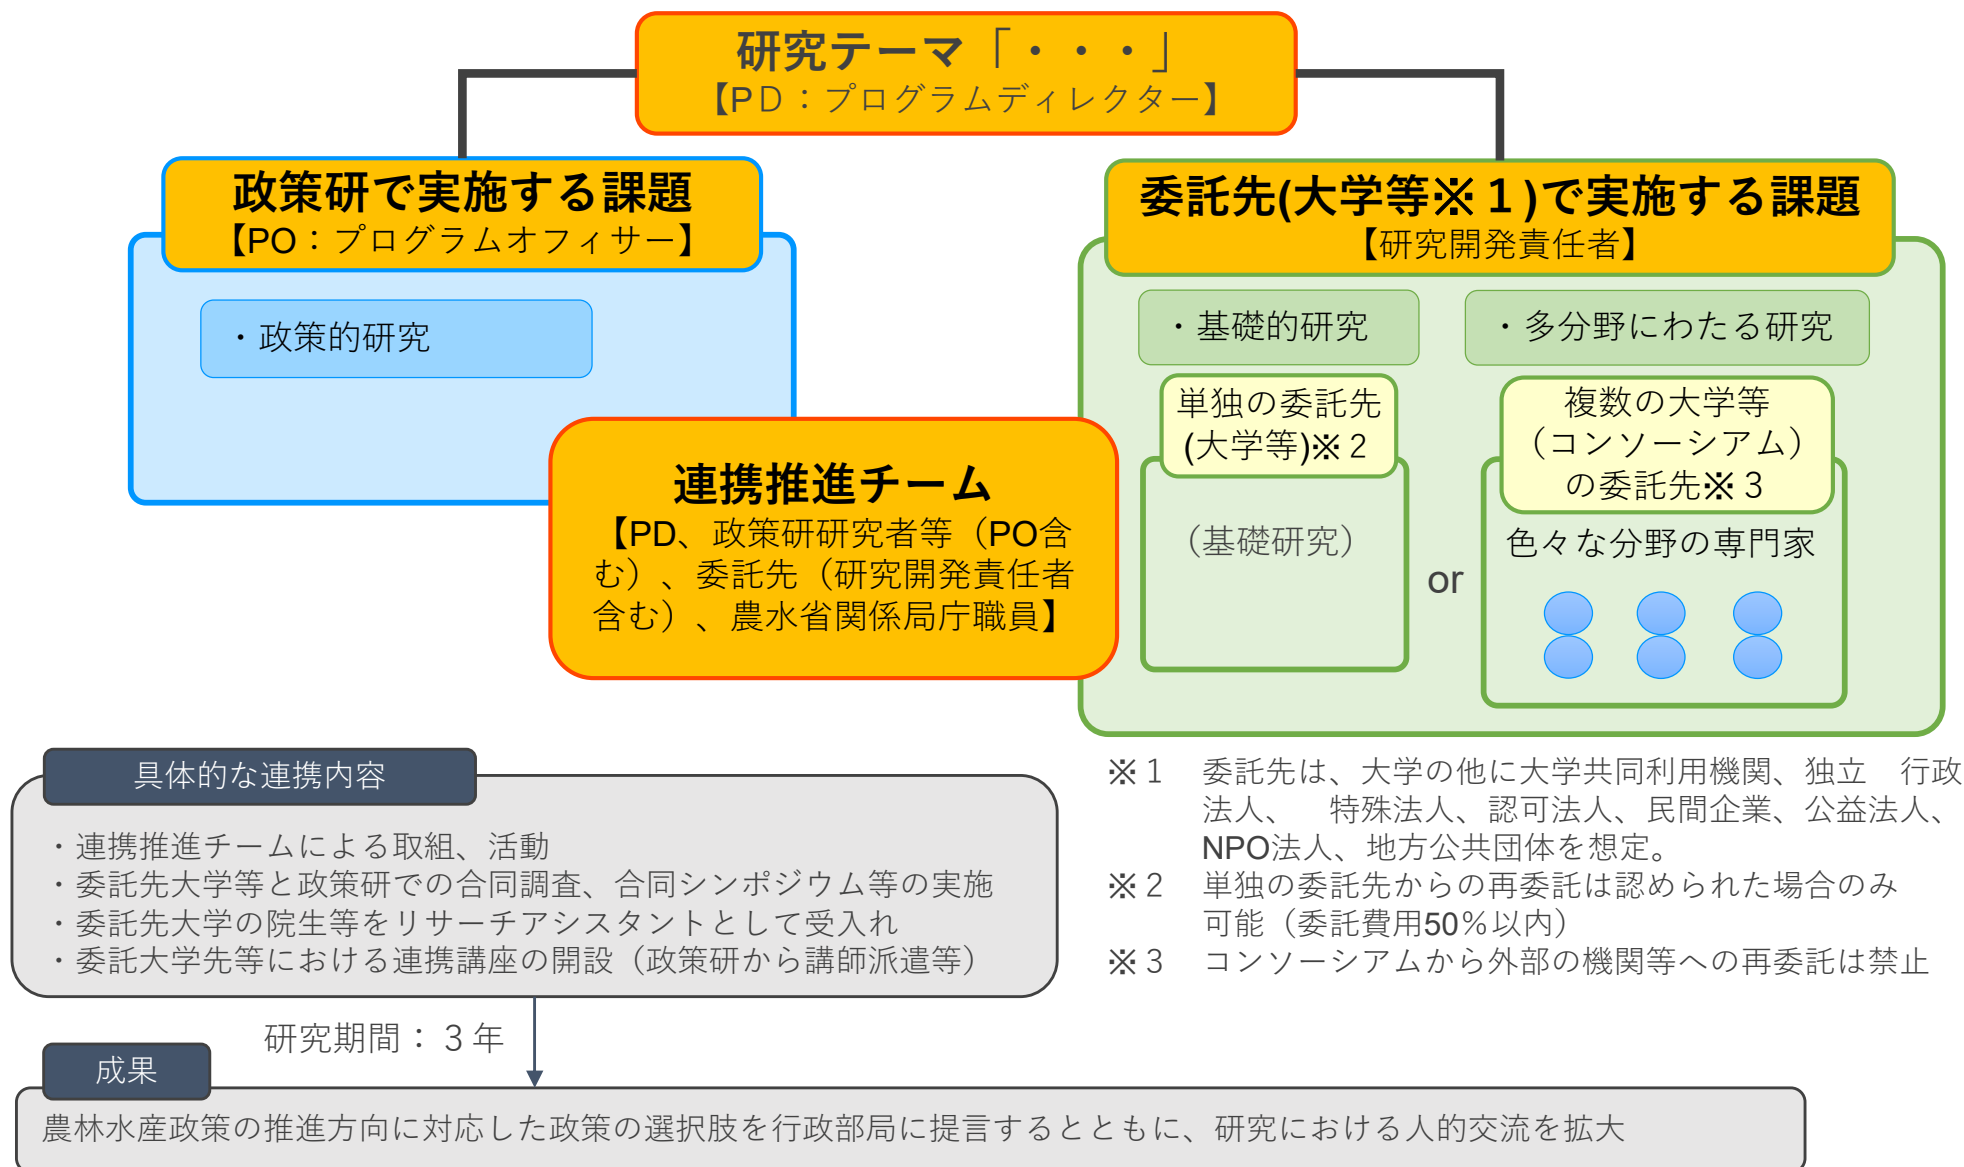 研究テーマ「・・・」
【PD：プログラムディレクター】
政策研で実施する課題
【PO：プログラムオフィサー】
・政策的研究
委託先(大学等※１)で実施する課題
【研究開発責任者】
・基礎的研究
・多分野にわたる研究
単独の委託先
(大学等)※２
（基礎研究）
or
複数の大学等
（コンソーシアム）
の委託先※３
色々な分野の専門家
連携推進チーム
【PD、政策研研究者等（PO含
む）、委託先（研究開発責任者
含む）、農水省関係局庁職員】
具体的な連携内容
・連携推進チームによる取組、活動
・委託先大学等と政策研での合同調査、合同シンポジウム等の実施
・委託先大学の院生等をリサーチアシスタントとして受入れ
・委託大学先等における連携講座の開設（政策研から講師派遣等）
※１　委託先は、大学の他に大学共同利用機関、独立　行政
法人、　特殊法人、認可法人、民間企業、公益法人、
NPO法人、地方公共団体を想定。
※２　単独の委託先からの再委託は認められた場合のみ
可能（委託費用50％以内）
※３　コンソーシアムから外部の機関等への再委託は禁止
研究期間：３年
成果
農林水産政策の推進方向に対応した政策の選択肢を行政部局に提言するとともに、研究における人的交流を拡大